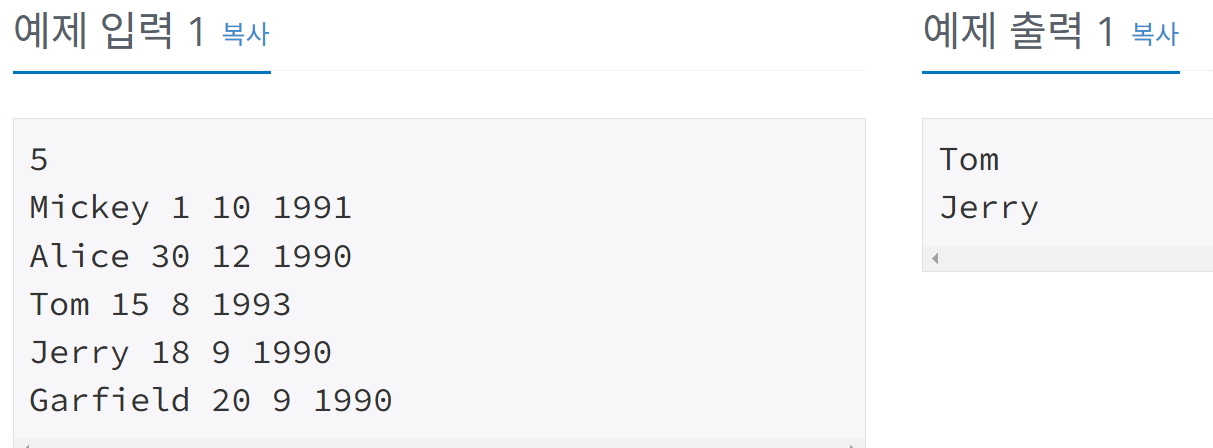 예제 입력 1 복사
5
Mickey 1 10 1991
Alice 30 12 1990
Tom 15 8 1993
Jerry 18 9 1990
Garfield 20 9 1990
예제 출력 1 복사
Tom
Jerry